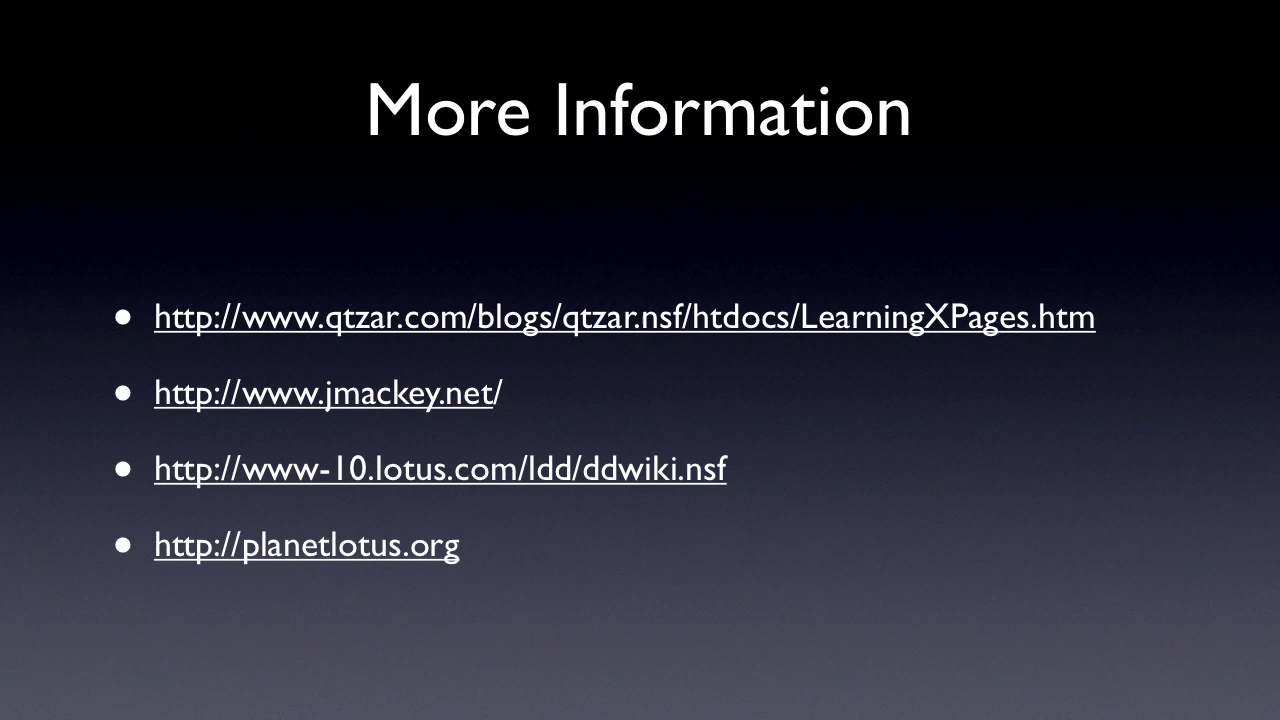 More Information
• http://www.qtzar.com/blogs/qtzar.nsf/htdocs/LearningXPages.htm
• http://www.jmackey.net/
• http://www-10.lotus.com/ldd/ddwiki.nsf
• http://planetlotus.org